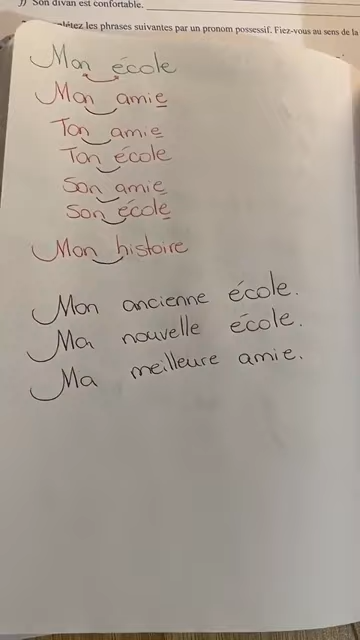 j) Son divan est confortable.
létez les phrases suivantes par un pronom possessif. Fiez-vous au sens de la
Mon école
Mon amie
Ton amie
Ton école
Son amie
Son école
Mon histoire
Mon ancienne école.
Ma nouvelle école.
Ma meilleure amie.